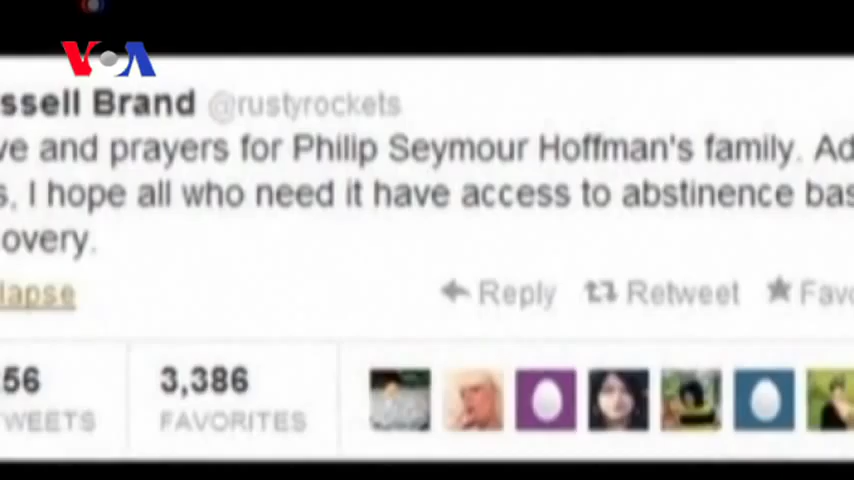 VOA
ssell Brand @rustyrockets
ve and prayers for Philip Seymour Hoffman's family. Ad
s, I hope all who need it have access to abstinence bas
overy.
lapse
Reply Retweet Favo
56 3,386
WEETS FAVORITES